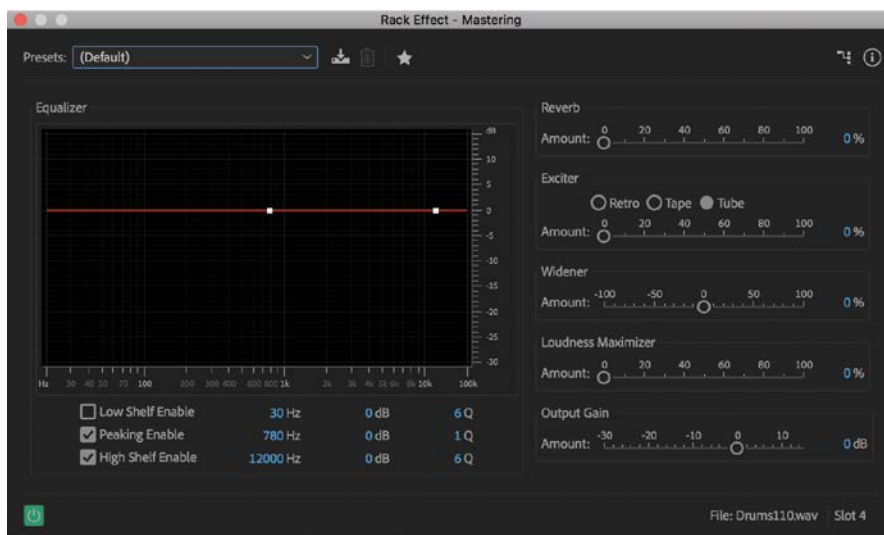 Rack Effect - Mastering
Presets: (Default)
Equalizer
dB
10
5
0
-5
-10
-15
-20
-25
-30
Hz 30 40 50 70 100 200 300 400 600 800 1k 2k 3k 4k 5k 6k 8k 10k 100k
Low Shelf Enable 30 Hz 0 dB 6 Q
Peaking Enable 780 Hz 0 dB 1 Q
High Shelf Enable 12000 Hz 0 dB 6 Q
Reverb
0 20 40 60 80 100
Amount: 0 %
Exciter
Retro Tape Tube
0 20 40 60 80 100
Amount: 0 %
Widener
-100 -50 0 50 100
Amount: 0 %
Loudness Maximizer
0 20 40 60 80 100
Amount: 0 %
Output Gain
-30 -20 -10 0 10
Amount: 0 dB
File: Drums110.wav Slot 4